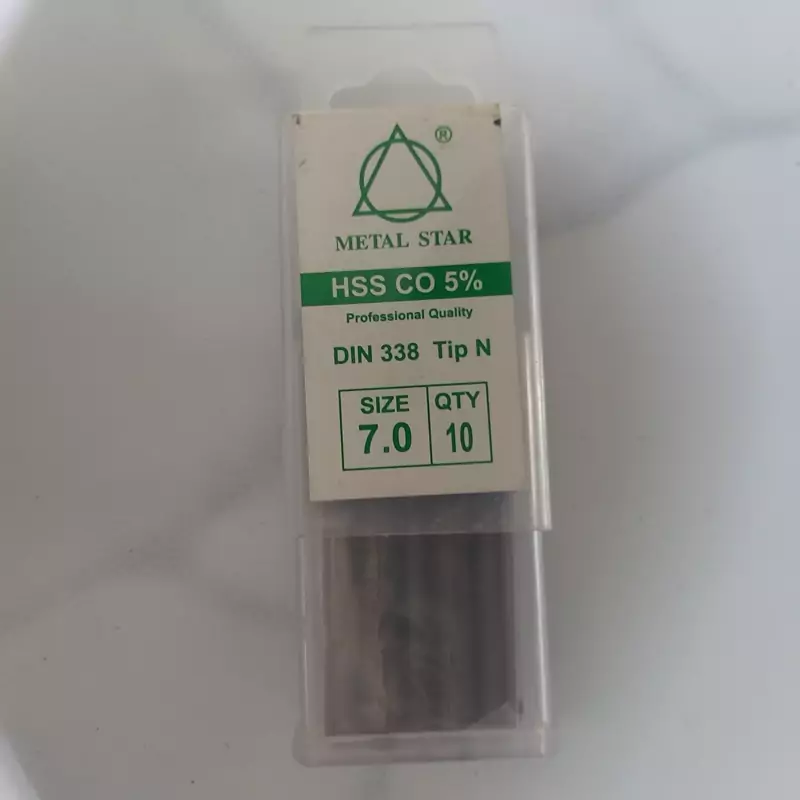 ®
METAL STAR
HSS CO 5%
Professional Quality
DIN 338 Tip N
SIZE QTY
7.0 10